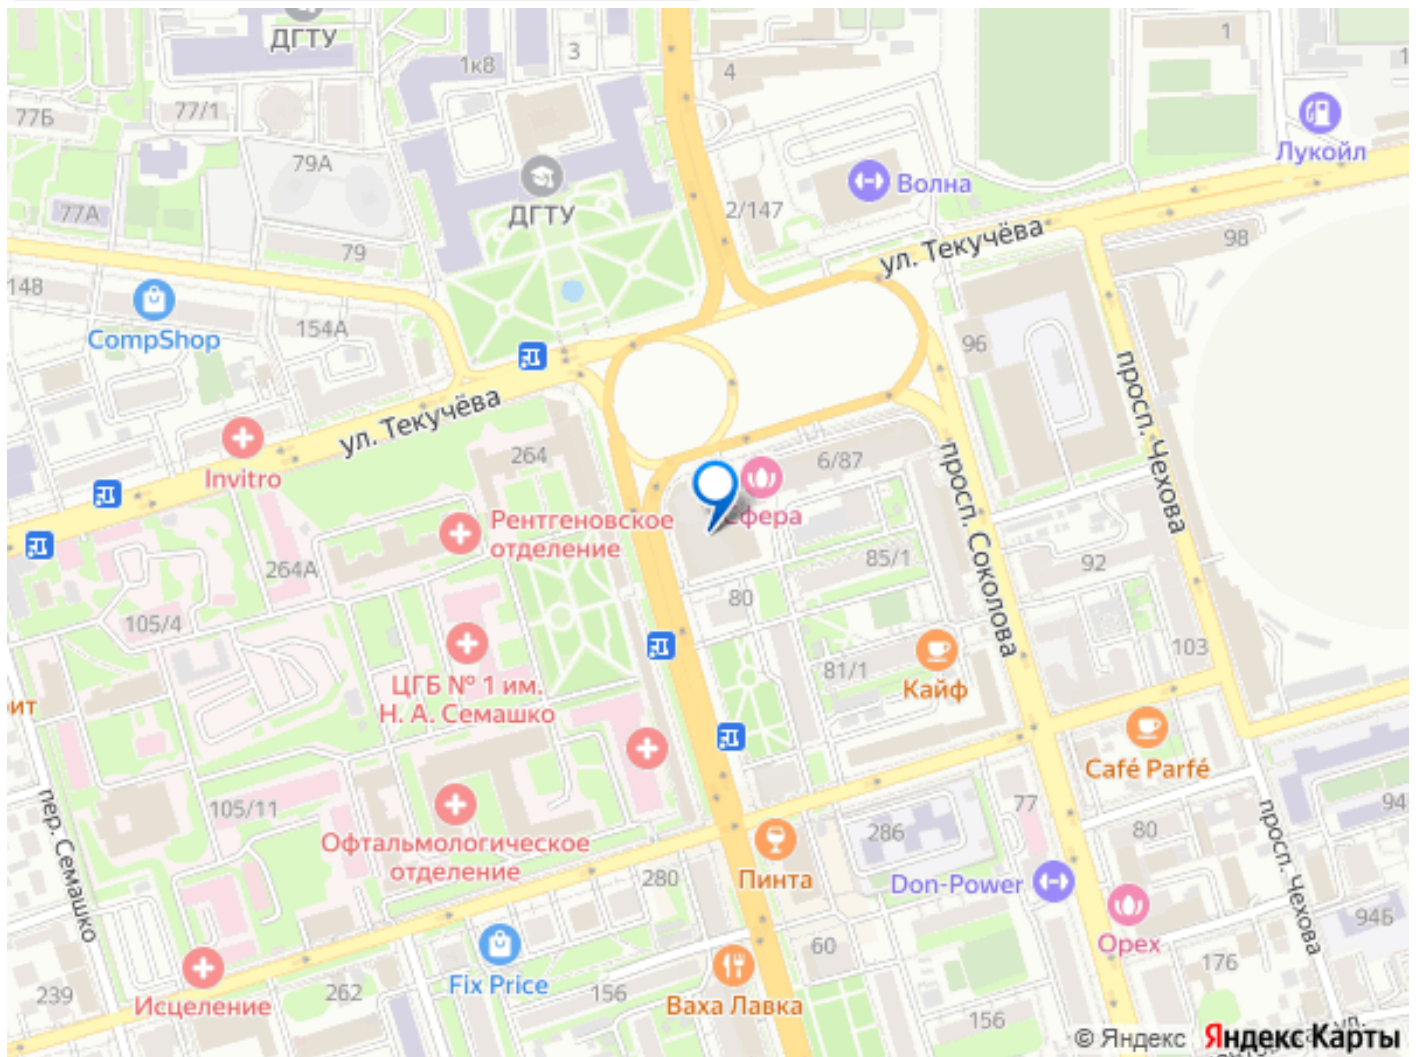 ДГТУ
1к8
3
4
1
77Б
77/1
79А
ДГТУ
Волна
Лукойл
77А
2/147
79
ул. Текучёва
98
148
CompShop
154А
96
просп. Чехова
ул. Текучёва
Invitro
264
6/87
Сфера
просп. Соколова
Рентгеновское
отделение
264А
85/1
92
105/4
80
103
81/1
Кайф
ЦГБ № 1 им.
Н. А. Семашко
ит
Café Parfé
105/11
пер. Семашко
77
80
286
просп. Чехова
Офтальмологическое
отделение
Пинта
280
Don-Power
94Б
Орех
60
176
Fix Price
Исцеление
239
262
156
Ваха Лавка
156
ул.
© Яндекс Яндекс Карты